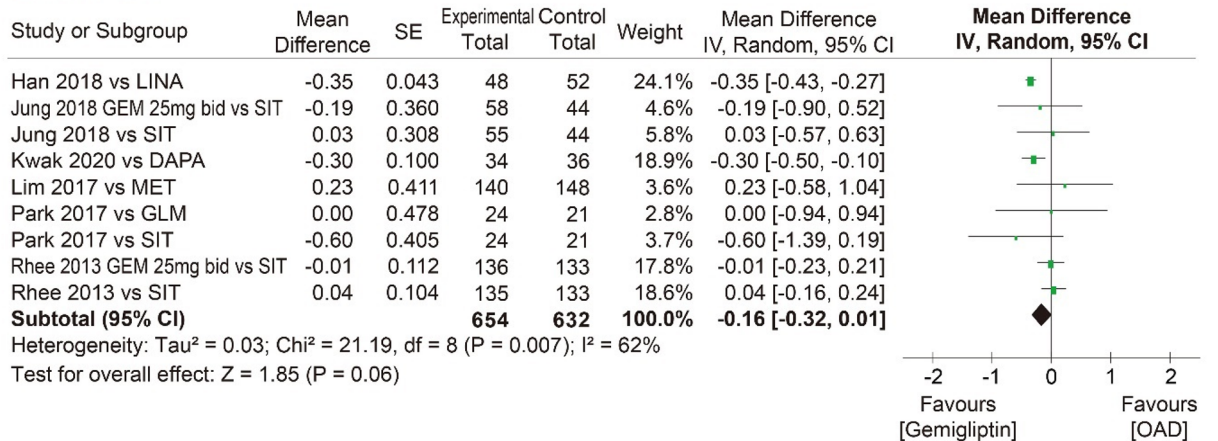 Study or Subgroup Mean Difference SE Experimental Total Control Total Weight Mean Difference IV, Random, 95% CI Mean Difference IV, Random, 95% CI
Han 2018 vs LINA -0.35 0.043 48 52 24.1% -0.35 [-0.43, -0.27]
Jung 2018 GEM 25mg bid vs SIT -0.19 0.360 58 44 4.6% -0.19 [-0.90, 0.52]
Jung 2018 vs SIT 0.03 0.308 55 44 5.8% 0.03 [-0.57, 0.63]
Kwak 2020 vs DAPA -0.30 0.100 34 36 18.9% -0.30 [-0.50, -0.10]
Lim 2017 vs MET 0.23 0.411 140 148 3.6% 0.23 [-0.58, 1.04]
Park 2017 vs GLM 0.00 0.478 24 21 2.8% 0.00 [-0.94, 0.94]
Park 2017 vs SIT -0.60 0.405 24 21 3.7% -0.60 [-1.39, 0.19]
Rhee 2013 GEM 25mg bid vs SIT -0.01 0.112 136 133 17.8% -0.01 [-0.23, 0.21]
Rhee 2013 vs SIT 0.04 0.104 135 133 18.6% 0.04 [-0.16, 0.24]
Subtotal (95% CI) 654 632 100.0% -0.16 [-0.32, 0.01]
Heterogeneity: Tau² = 0.03; Chi² = 21.19, df = 8 (P = 0.007); I² = 62%
Test for overall effect: Z = 1.85 (P = 0.06)
-2 -1 0 1 2
Favours [Gemigliptin] Favours [OAD]